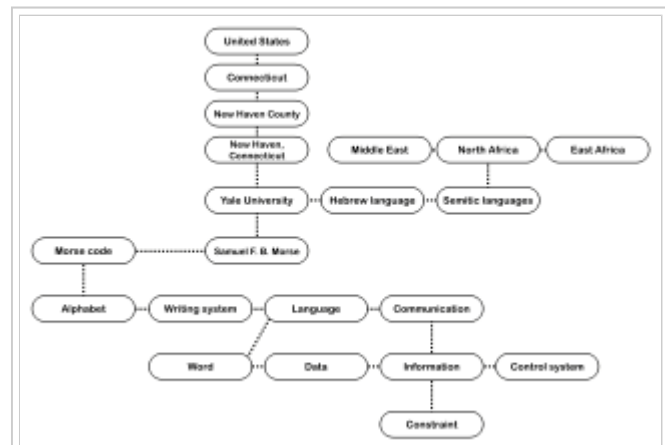 United States
Connecticut
New Haven County
New Haven,
Connecticut
Middle East
North Africa
East Africa
Yale University
Hebrew language
Semitic languages
Morse code
Samuel F. B. Morse
Alphabet
Writing system
Language
Communication
Word
Data
Information
Control system
Constraint